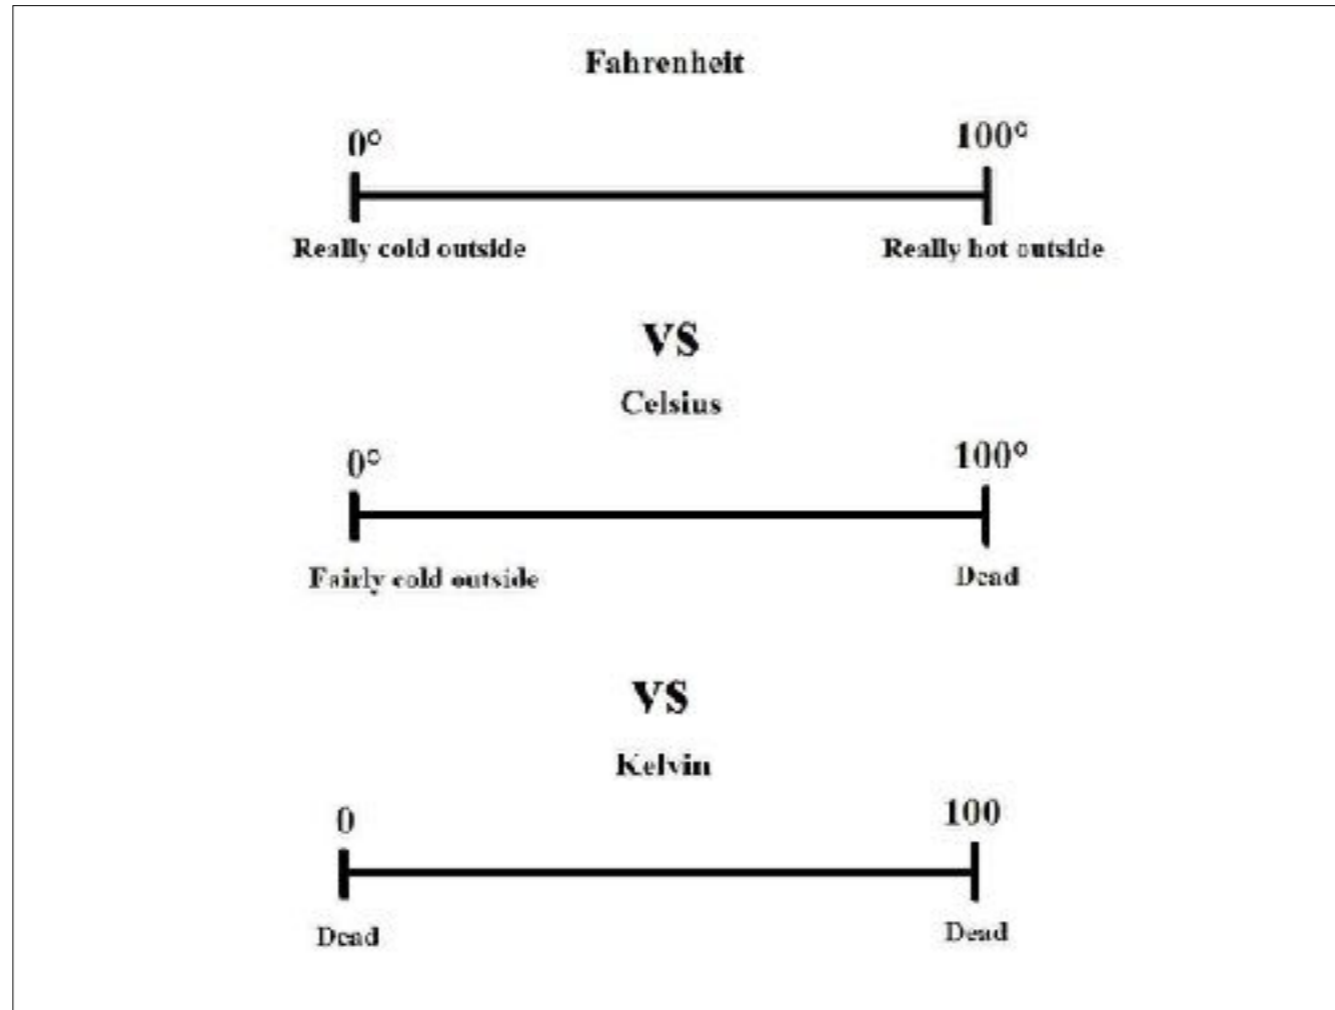 Fahrenheit
0° 100°
Really cold outside Really hot outside
VS
Celsius
0° 100°
Fairly cold outside Dead
VS
Kelvin
0 100
Dead Dead